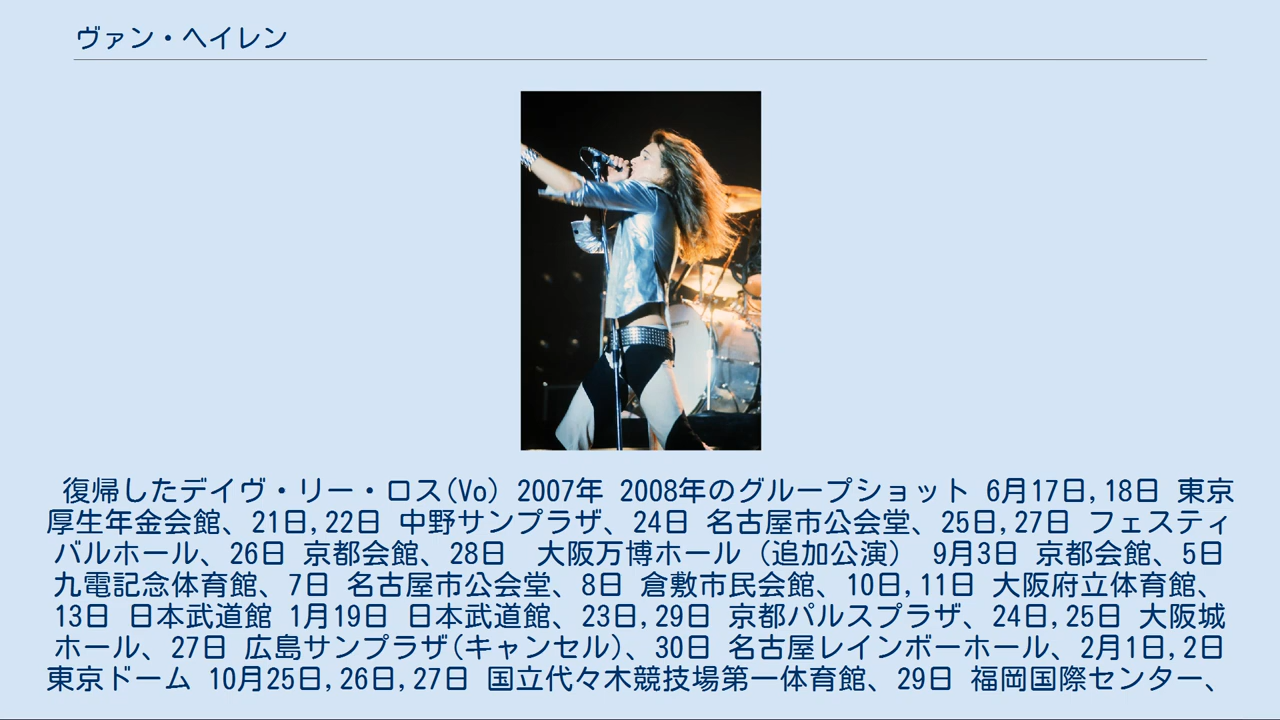 ヴァン・ヘイレン
復帰したデイヴ・リー・ロス(Vo) 2007年 2008年のグループショット 6月17日,18日 東京
厚生年金会館、21日,22日 中野サンプラザ、24日 名古屋市公会堂、25日,27日 フェスティ
バルホール、26日 京都会館、28日　大阪万博ホール（追加公演） 9月3日 京都会館、5日
九電記念体育館、7日 名古屋市公会堂、8日 倉敷市民会館、10日,11日 大阪府立体育館、
13日 日本武道館 1月19日 日本武道館、23日,29日 京都パルスプラザ、24日,25日 大阪城
ホール、27日 広島サンプラザ(キャンセル)、30日 名古屋レインボーホール、2月1日,2日
東京ドーム 10月25日,26日,27日 国立代々木競技場第一体育館、29日 福岡国際センター、